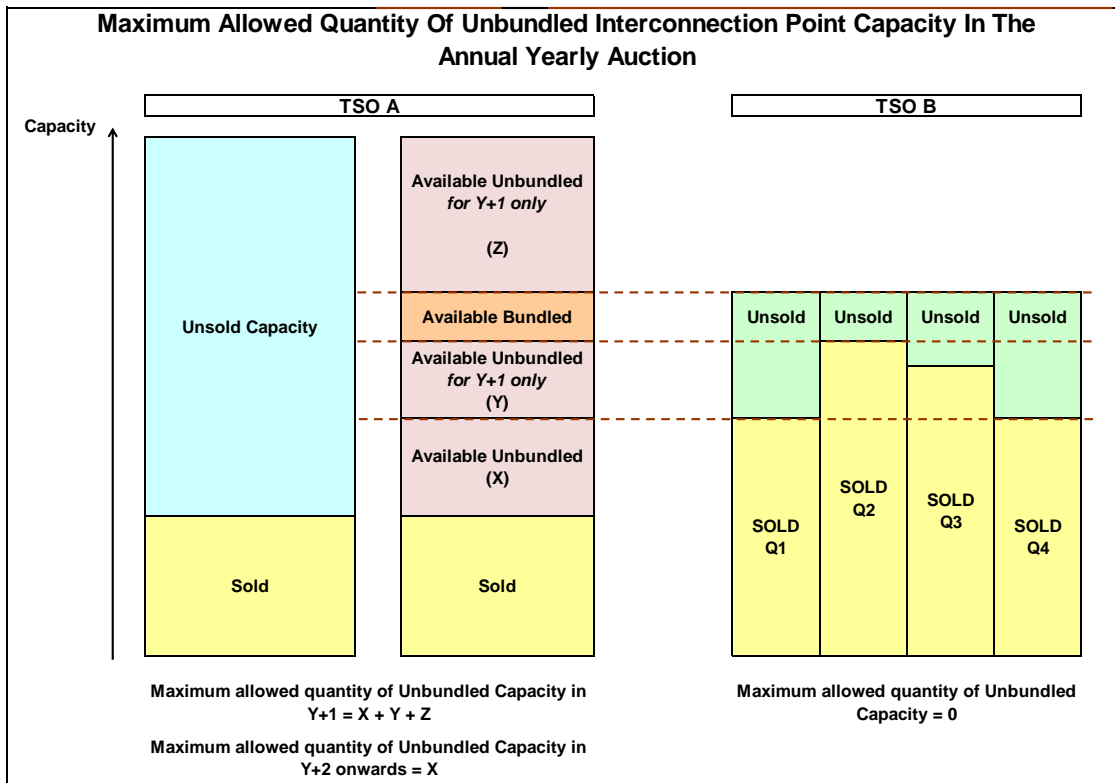 Maximum Allowed Quantity Of Unbundled Interconnection Point Capacity In The
Annual Yearly Auction
TSO A
TSO B
Capacity
Unsold Capacity
Sold
Available Unbundled
for Y+1 only
(Z)
Available Bundled
Available Unbundled
for Y+1 only
(Y)
Available Unbundled
(X)
Sold
Unsold
Unsold
Unsold
Unsold
SOLD
Q1
SOLD
Q2
SOLD
Q3
SOLD
Q4
Maximum allowed quantity of Unbundled Capacity in
Y+1 = X + Y + Z
Maximum allowed quantity of Unbundled Capacity in
Y+2 onwards = X
Maximum allowed quantity of Unbundled
Capacity = 0